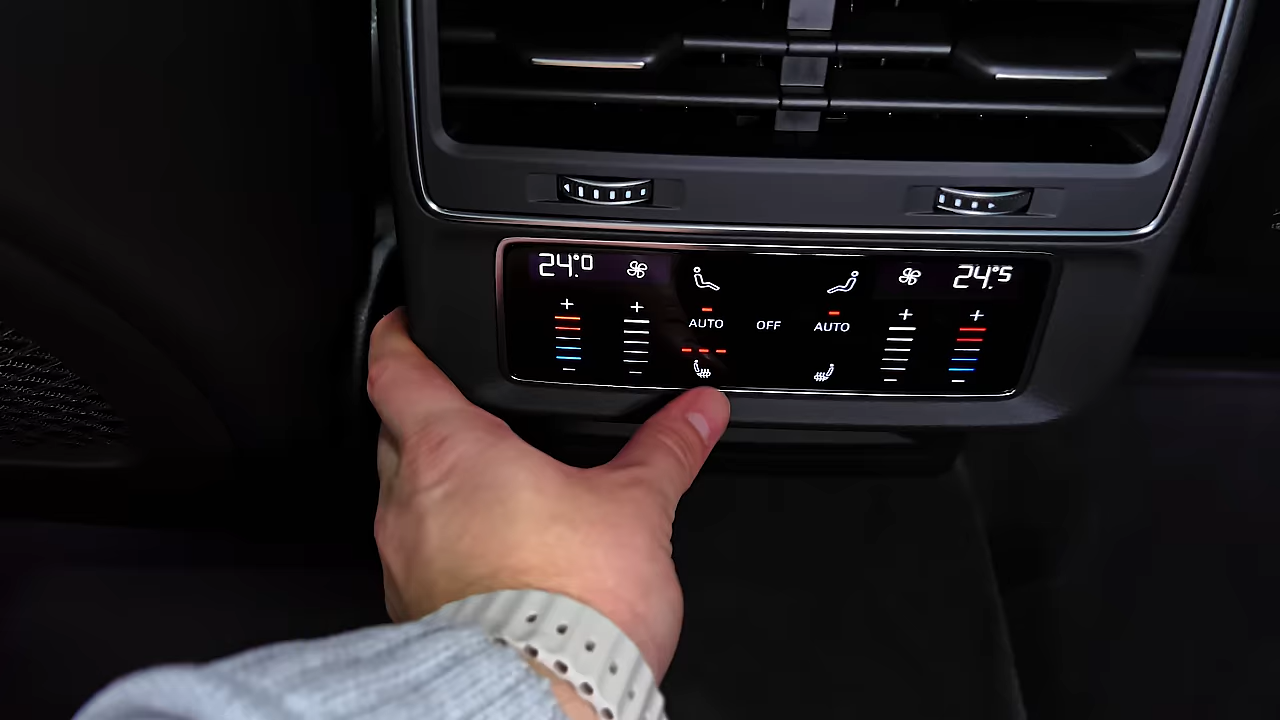 24.°0 24.°5
+ + + +
AUTO OFF AUTO
- - - -